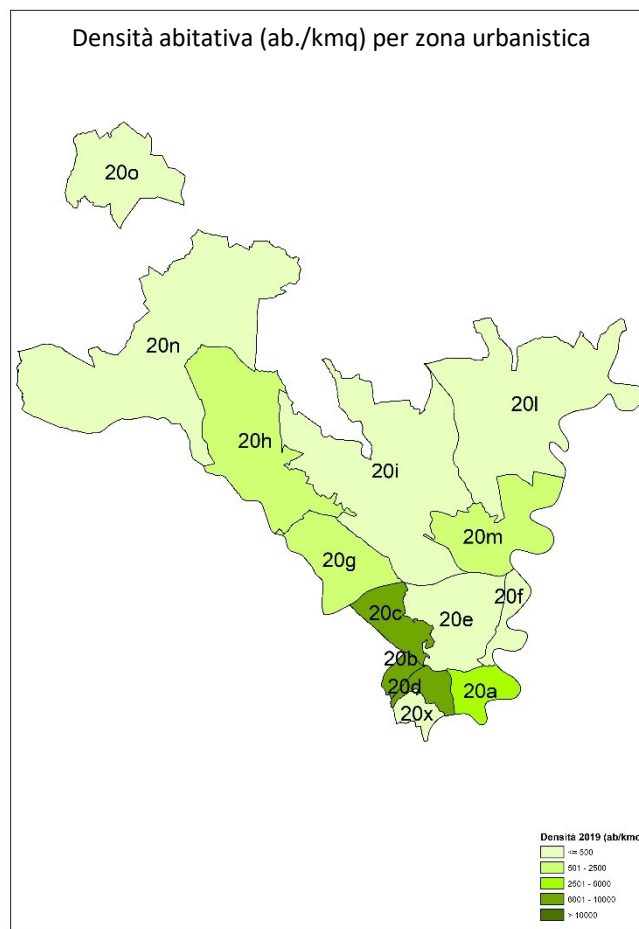 Densità abitativa (ab./kmq) per zona urbanistica
20o
20n
20l
20h
20i
20m
20g
20f
20c
20e
20b
20d
20a
20x
Densità 2019 (ab/kmq
<= 500
501 - 2500
2501 - 6000
6001 - 10000
> 10000